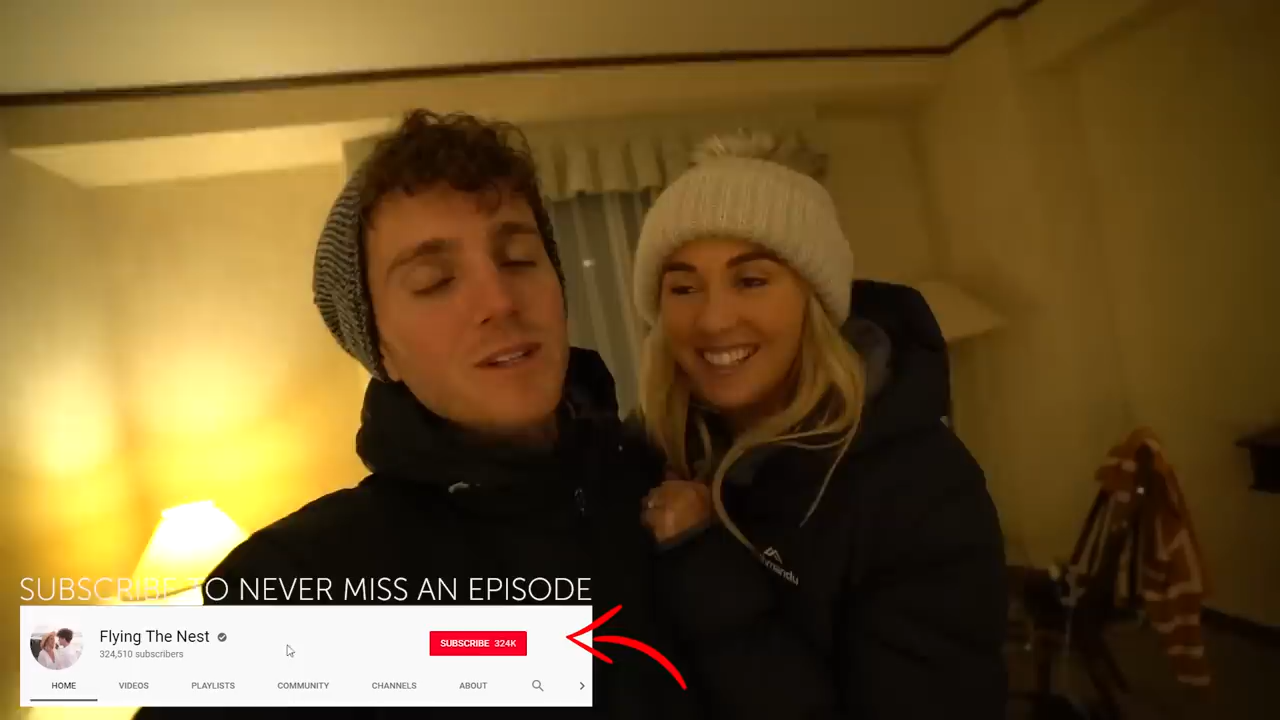 SUBSCRIBE TO NEVER MISS AN EPISODE
Flying The Nest
324,510 subscribers
SUBSCRIBE 324K
HOME VIDEOS PLAYLISTS COMMUNITY CHANNELS ABOUT